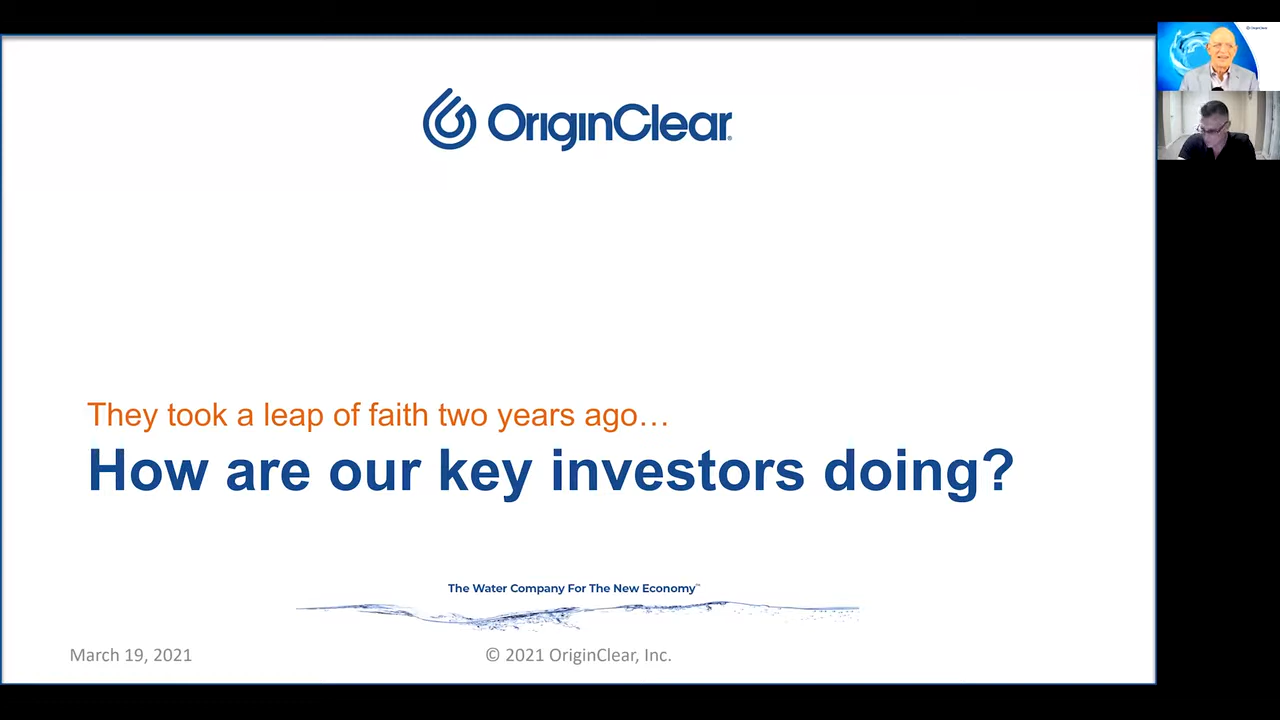 OriginClear®
They took a leap of faith two years ago…
How are our key investors doing?
The Water Company For The New Economy™
March 19, 2021
© 2021 OriginClear, Inc.
OriginClear